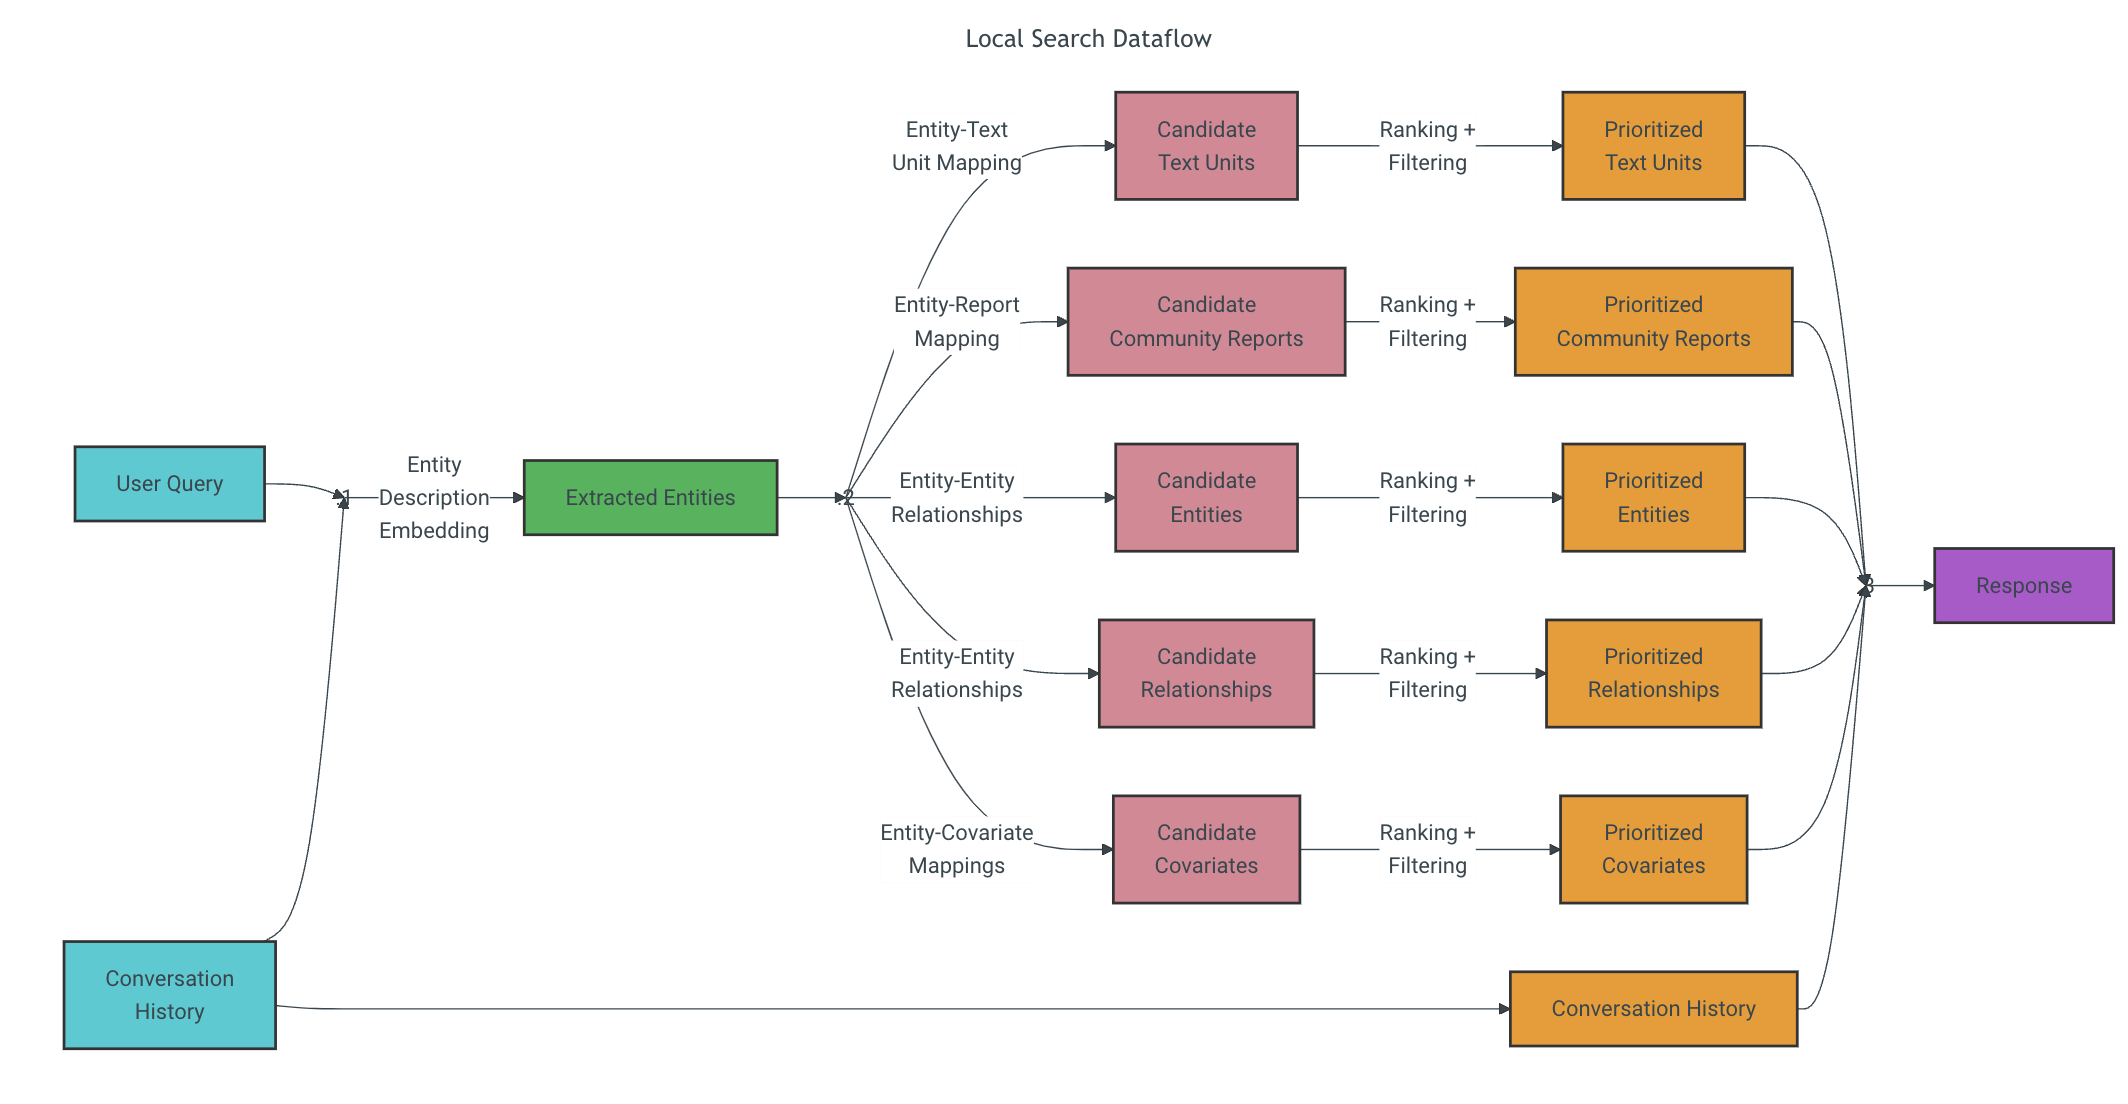 Local Search Dataflow
User Query
Conversation
History
1
Entity
Description
Embedding
Extracted Entities
2
Entity-Text
Unit Mapping
Candidate
Text Units
Ranking +
Filtering
Prioritized
Text Units
Entity-Report
Mapping
Candidate
Community Reports
Ranking +
Filtering
Prioritized
Community Reports
Entity-Entity
Relationships
Candidate
Entities
Ranking +
Filtering
Prioritized
Entities
Entity-Entity
Relationships
Candidate
Relationships
Ranking +
Filtering
Prioritized
Relationships
Entity-Covariate
Mappings
Candidate
Covariates
Ranking +
Filtering
Prioritized
Covariates
Conversation History
3
Response